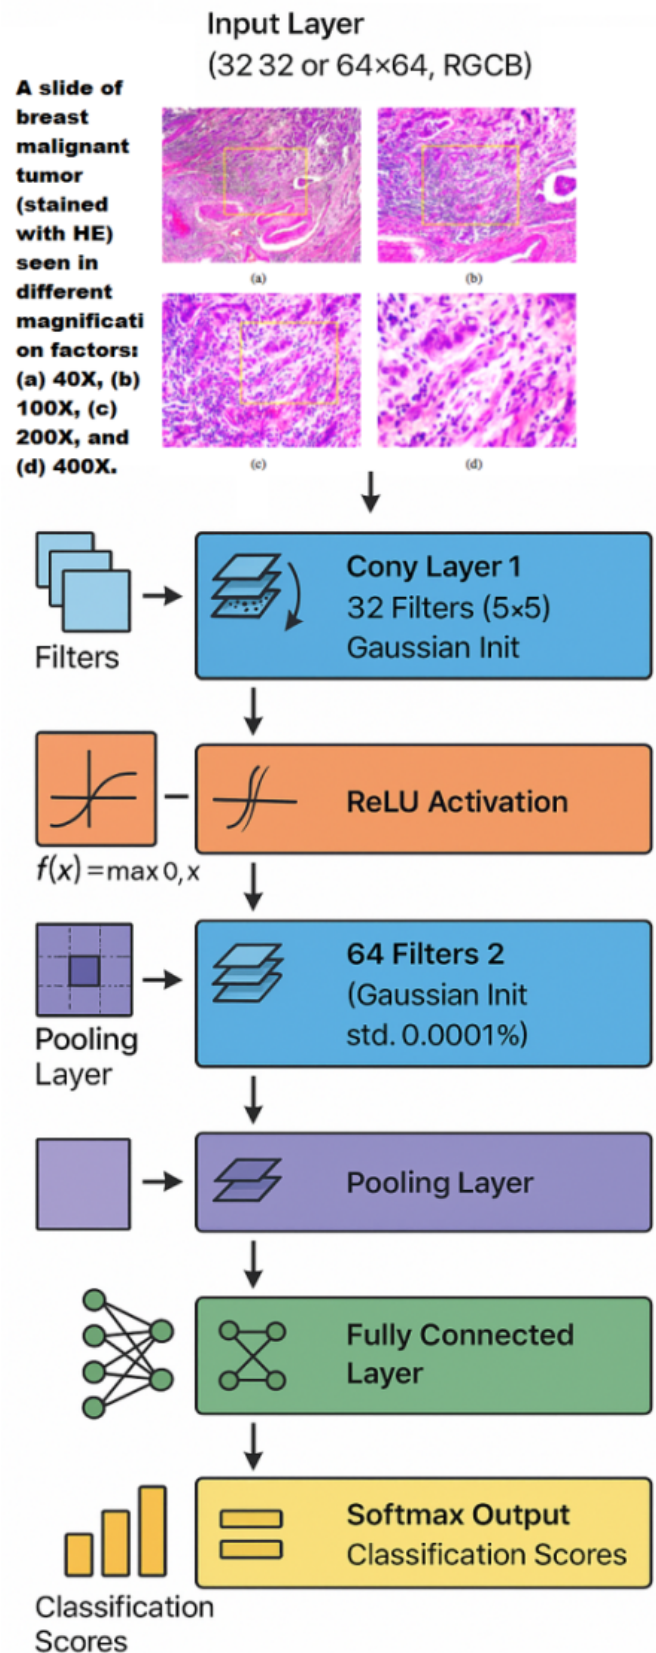 Input Layer
(32 32 or 64×64, RGCB)
A slide of
breast
malignant
tumor
(stained
with HE)
seen in
different
magnificati
on factors:
(a) 40X, (b)
100X, (c)
200X, and
(d) 400X.
(a)
(b)
(c)
(d)
Filters
Cony Layer 1
32 Filters (5×5)
Gaussian Init
ReLU Activation
f(x) = max 0, x
Pooling
Layer
64 Filters 2
(Gaussian Init
std. 0.0001%)
Pooling Layer
Fully Connected
Layer
Softmax Output
Classification Scores
Classification
Scores